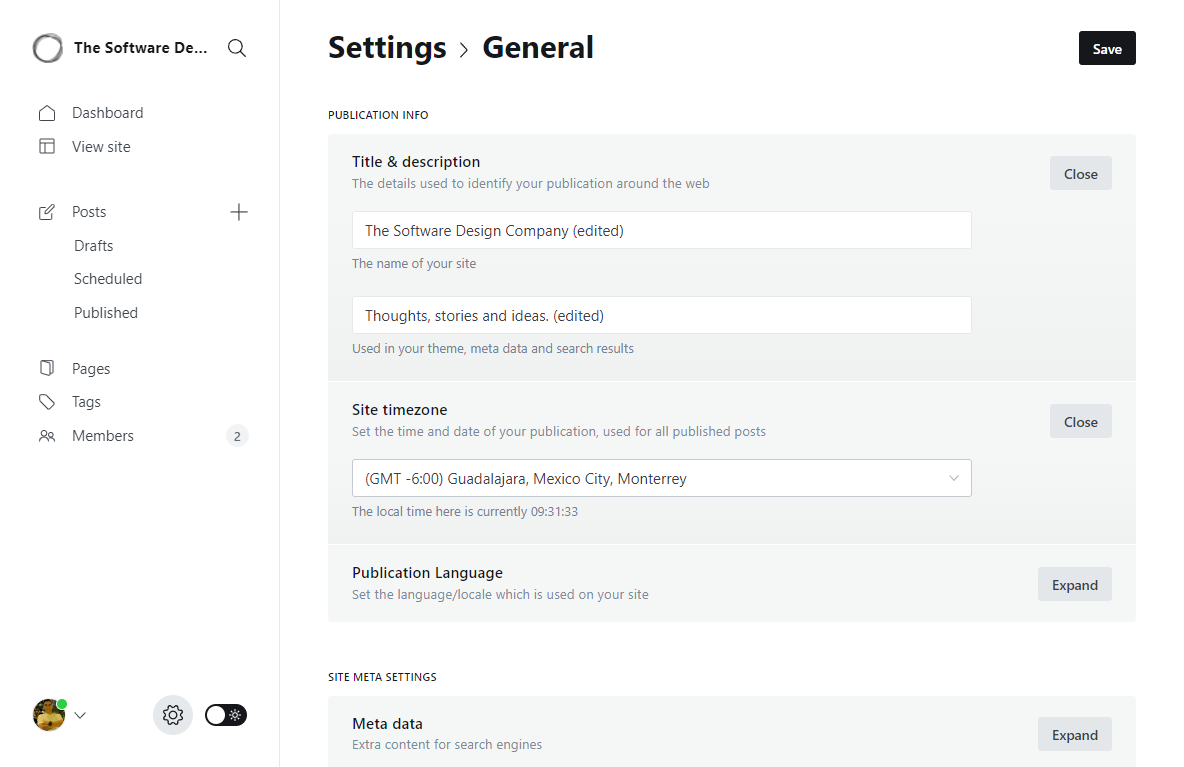 The Software De...
Dashboard
View site
Posts
Drafts
Scheduled
Published
Pages
Tags
Members
2
Settings > General
Save
PUBLICATION INFO
Title & description
The details used to identify your publication around the web
Close
The Software Design Company (edited)
The name of your site
Thoughts, stories and ideas. (edited)
Used in your theme, meta data and search results
Site timezone
Set the time and date of your publication, used for all published posts
Close
(GMT -6:00) Guadalajara, Mexico City, Monterrey
The local time here is currently 09:31:33
Publication Language
Set the language/locale which is used on your site
Expand
SITE META SETTINGS
Meta data
Extra content for search engines
Expand